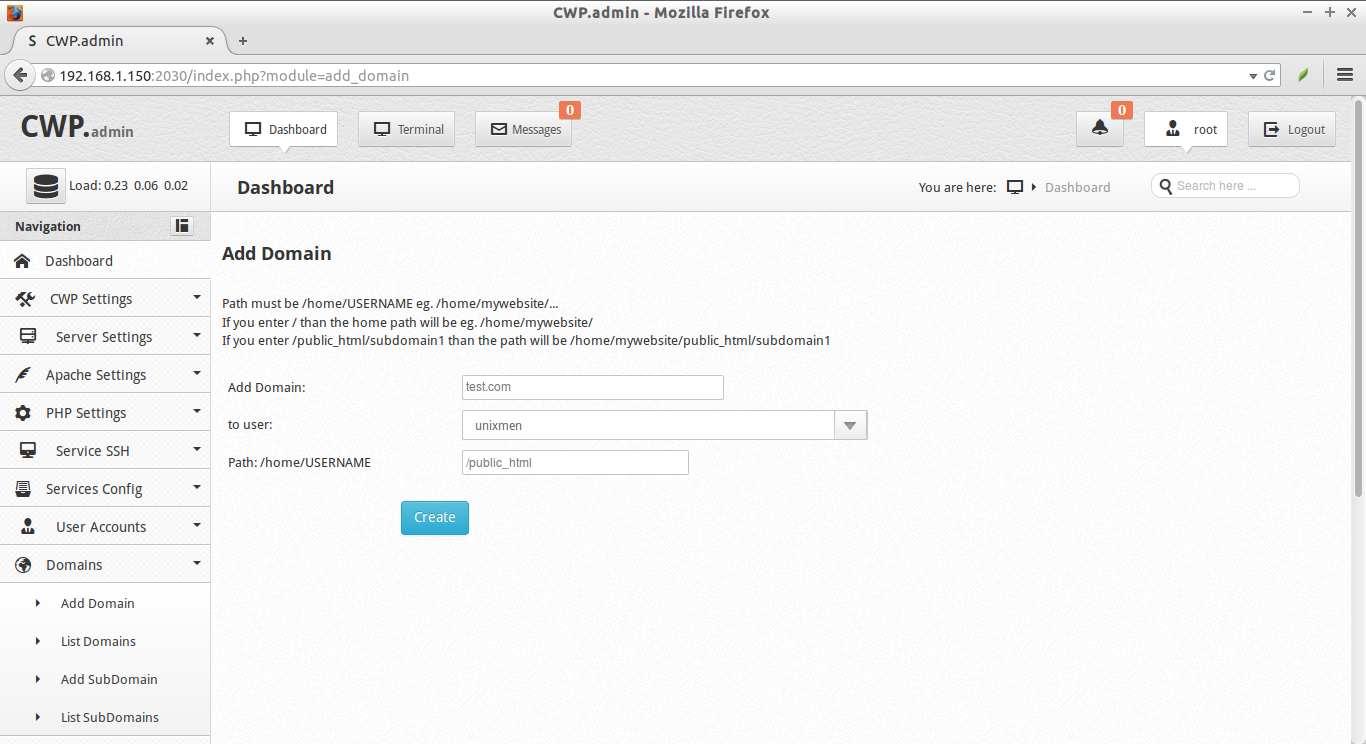 CWP.admin - Mozilla Firefox
S CWP.admin
192.168.1.150:2030/index.php?module=add_domain
CWP.admin
Dashboard
Terminal
Messages
0
0
root
Logout
Load: 0.23 0.06 0.02
Dashboard
You are here:
Dashboard
Search here ...
Navigation
Dashboard
CWP Settings
Server Settings
Apache Settings
PHP Settings
Service SSH
Services Config
User Accounts
Domains
Add Domain
List Domains
Add SubDomain
List SubDomains
Add Domain
Path must be /home/USERNAME eg. /home/mywebsite/...
If you enter / than the home path will be eg. /home/mywebsite/
If you enter /public_html/subdomain1 than the path will be /home/mywebsite/public_html/subdomain1
Add Domain:
test.com
to user:
unixmen
Path: /home/USERNAME
/public_html
Create